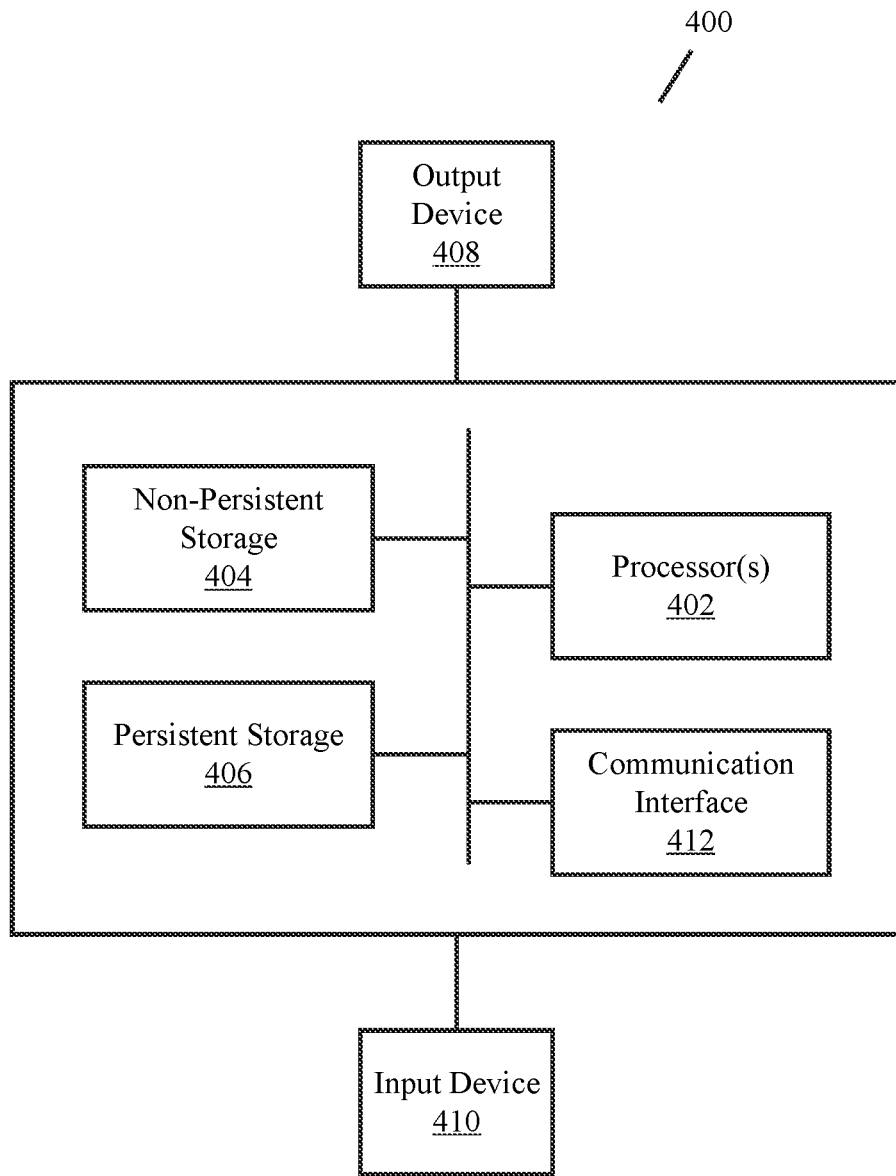 400
Output
Device
408
Non-Persistent
Storage
404
Processor(s)
402
Persistent Storage
406
Communication
Interface
412
Input Device
410